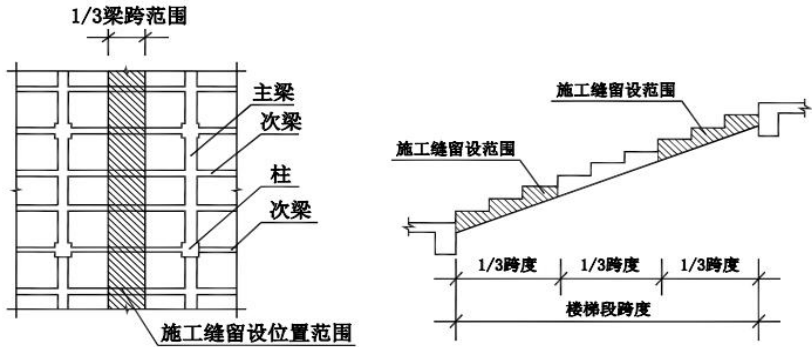 1/3梁跨范围
主梁
次梁
柱
次梁
施工缝留设位置范围
施工缝留设范围
施工缝留设范围
1/3跨度
1/3跨度
1/3跨度
楼梯段跨度